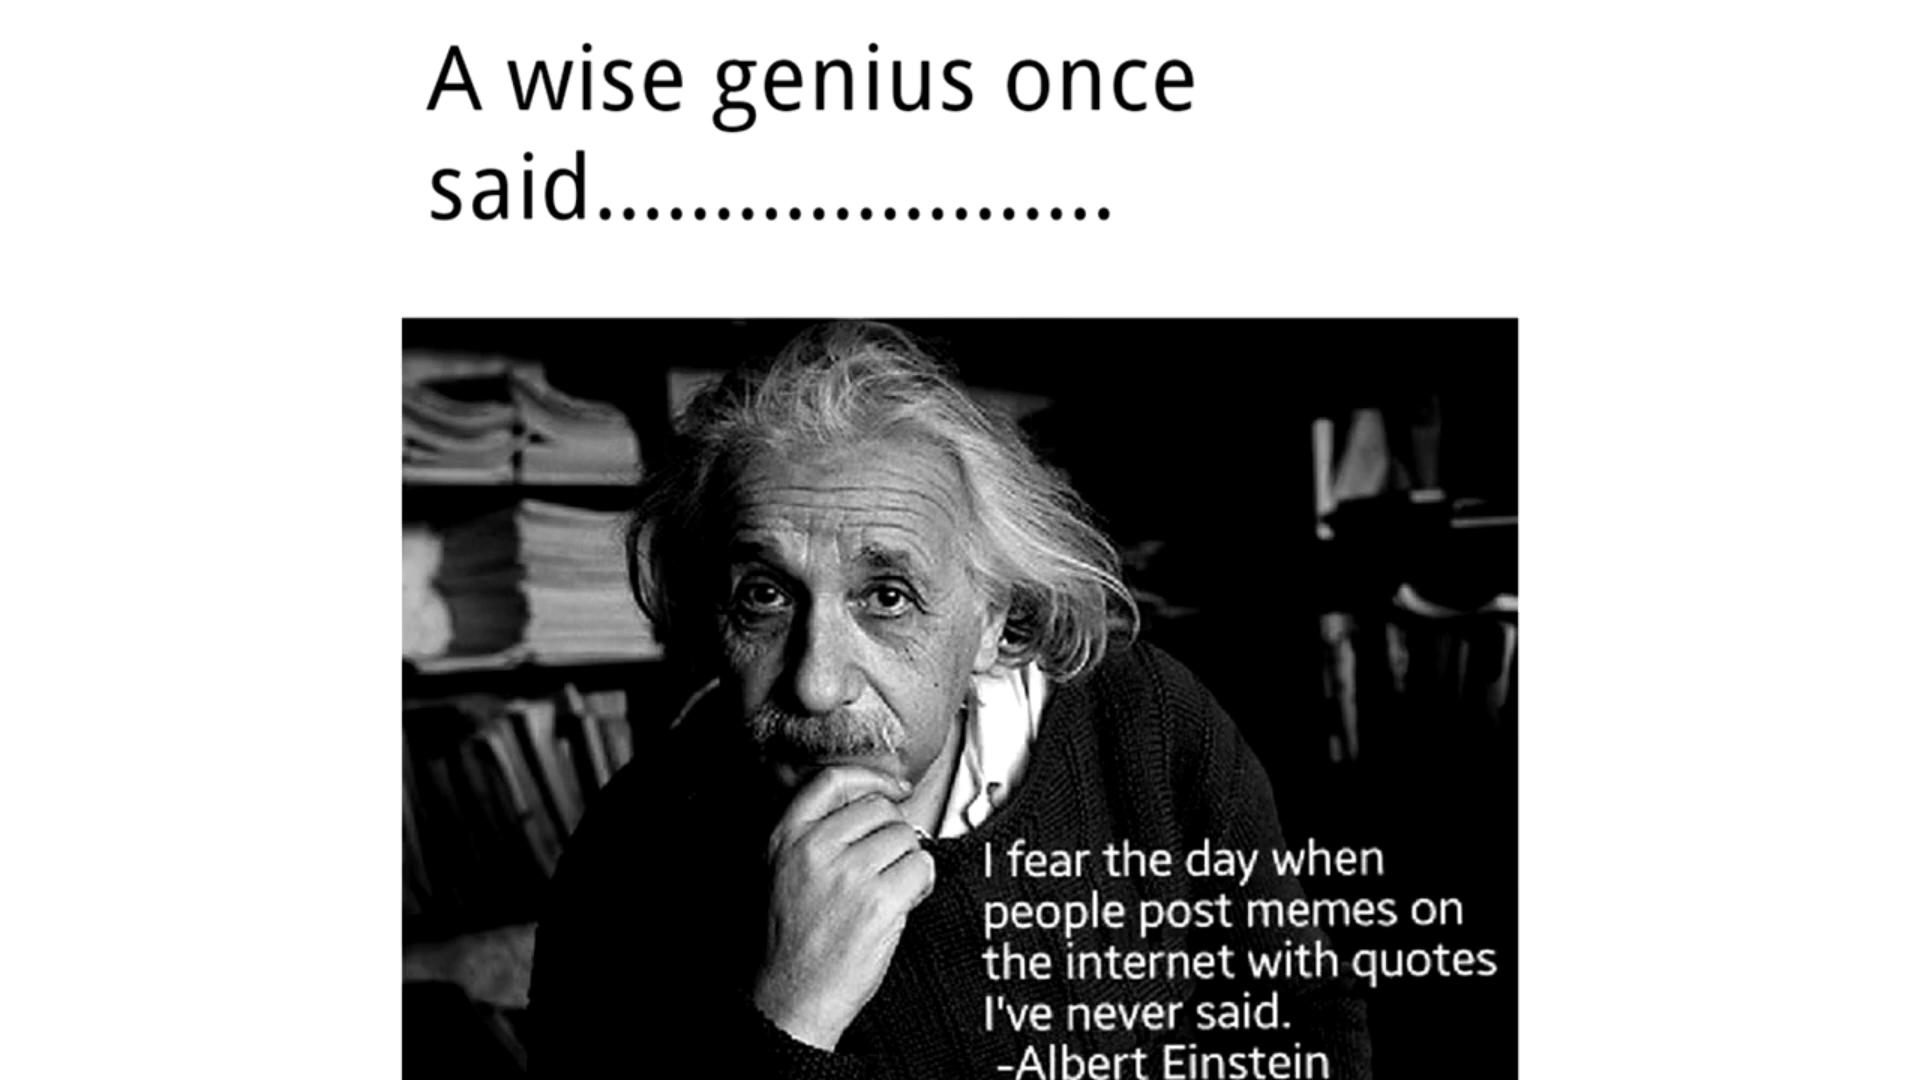 A wise genius once
said......................
I fear the day when
people post memes on
the internet with quotes
I've never said.
-Albert Einstein